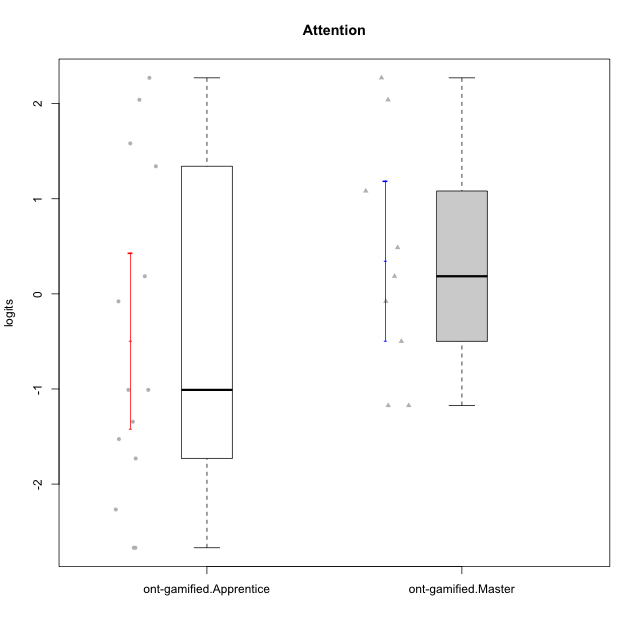 Attention
logits
2
1
0
-1
-2
ont-gamified.Apprentice
ont-gamified.Master